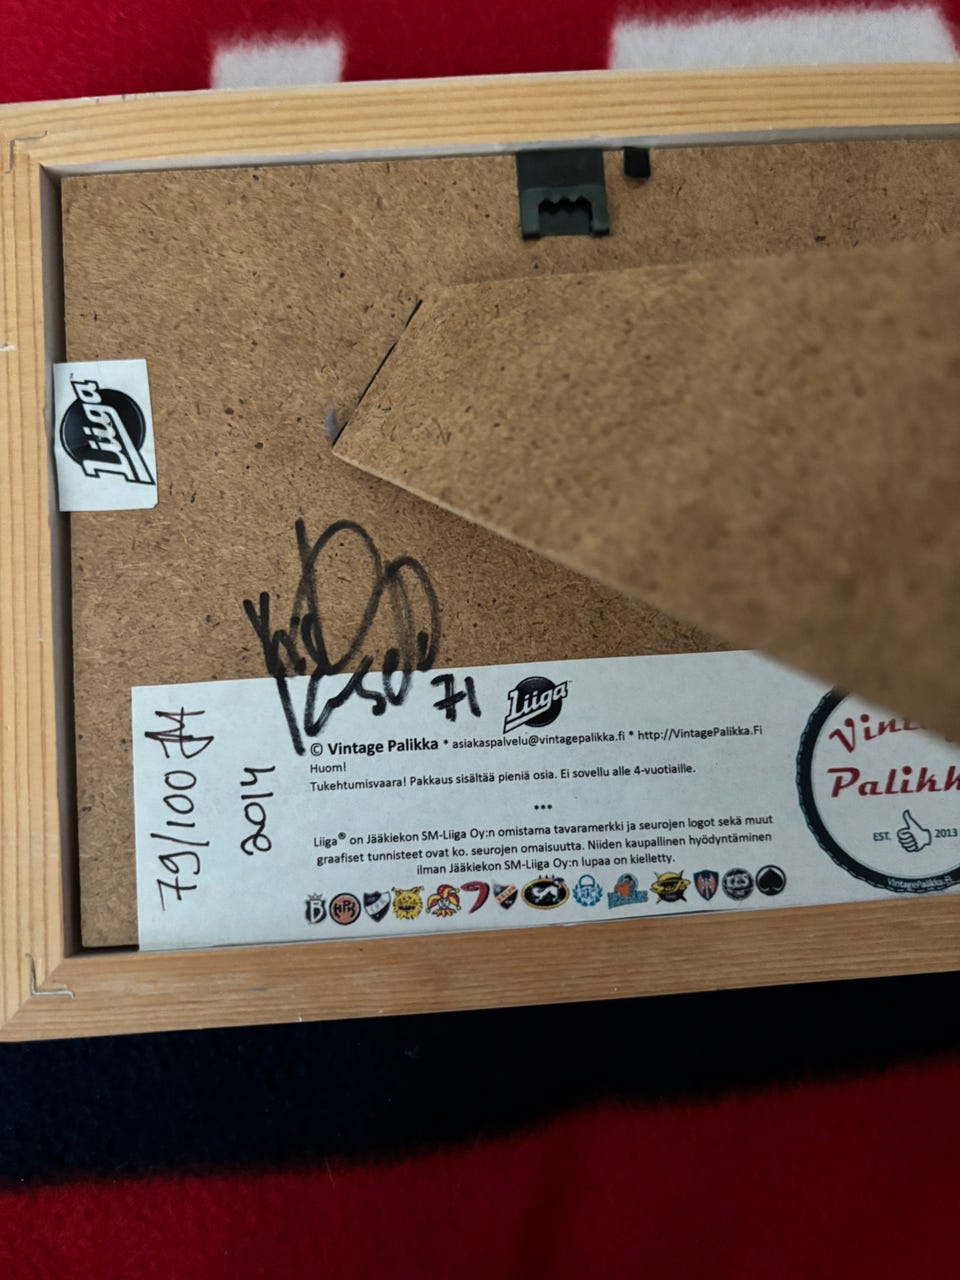 Liiga™
71
Liiga™
© Vintage Palikka * asiakaspalvelu@vintagepalikka.fi * http://VintagePalikka.Fi
Huom!
Tukehtumisvaara! Pakkaus sisältää pieniä osia. Ei sovellu alle 4-vuotiaille.
•••
Liiga® on Jääkiekon SM-Liiga Oy:n omistama tavaramerkki ja seurojen logot sekä muut
graafiset tunnisteet ovat ko. seurojen omaisuutta. Niiden kaupallinen hyödyntäminen
ilman Jääkiekon SM-Liiga Oy:n lupaa on kielletty.
79/100
2014
Palikk
EST. 2013
VintagePalikka.Fi